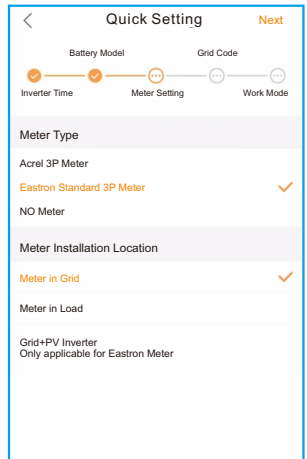 Quick Setting
Next
Battery Model
Grid Code
Inverter Time
Meter Setting
Work Mode
Meter Type
Acrel 3P Meter
Eastron Standard 3P Meter
NO Meter
Meter Installation Location
Meter in Grid
Meter in Load
Grid+PV Inverter
Only applicable for Eastron Meter